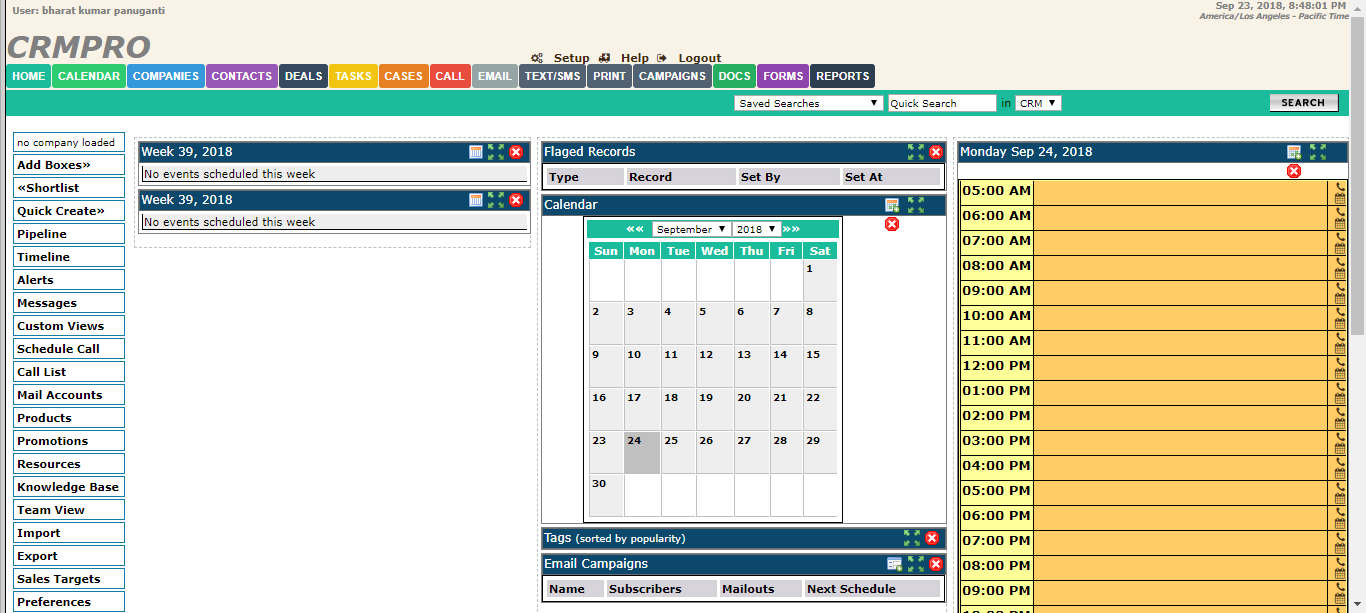 User: bharat kumar panuganti
Sep 23, 2018, 8:48:01 PM
America/Los Angeles - Pacific Time
CRMPRO
Setup Help Logout
HOME CALENDAR COMPANIES CONTACTS DEALS TASKS CASES CALL EMAIL TEXT/SMS PRINT CAMPAIGNS DOCS FORMS REPORTS
Saved Searches Quick Search in CRM SEARCH
no company loaded
Add Boxes»
«Shortlist
Quick Create»
Pipeline
Timeline
Alerts
Messages
Custom Views
Schedule Call
Call List
Mail Accounts
Products
Promotions
Resources
Knowledge Base
Team View
Import
Export
Sales Targets
Preferences
Week 39, 2018
No events scheduled this week
Week 39, 2018
No events scheduled this week
Flaged Records
Type Record Set By Set At
Calendar
«« September 2018 »»
Sun Mon Tue Wed Thu Fri Sat
1
2 3 4 5 6 7 8
9 10 11 12 13 14 15
16 17 18 19 20 21 22
23 24 25 26 27 28 29
30
Tags (sorted by popularity)
Email Campaigns
Name Subscribers Mailouts Next Schedule
Monday Sep 24, 2018
05:00 AM
06:00 AM
07:00 AM
08:00 AM
09:00 AM
10:00 AM
11:00 AM
12:00 PM
01:00 PM
02:00 PM
03:00 PM
04:00 PM
05:00 PM
06:00 PM
07:00 PM
08:00 PM
09:00 PM